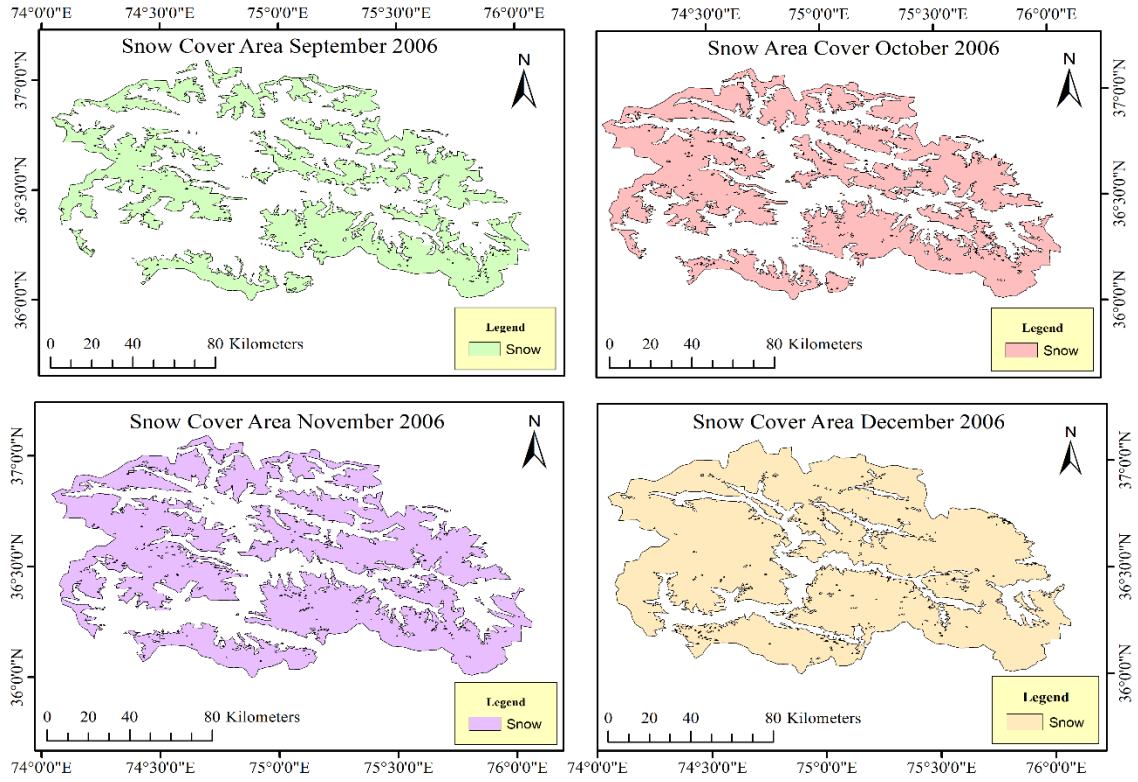 74°0'0"E 74°30'0"E 75°0'0"E 75°30'0"E 76°0'0"E
74°30'0"E 75°0'0"E 75°30'0"E 76°0'0"E
Snow Cover Area September 2006
N
37°0'0"N
36°30'0"N
36°0'0"N
0 20 40 80 Kilometers
Legend
Snow
Snow Area Cover October 2006
N
37°0'0"N
36°30'0"N
36°0'0"N
0 20 40 80 Kilometers
Legend
Snow
Snow Cover Area November 2006
N
37°0'0"N
36°30'0"N
36°0'0"N
0 20 40 80 Kilometers
Legend
Snow
Snow Cover Area December 2006
N
37°0'0"N
36°30'0"N
36°0'0"N
0 20 40 80 Kilometers
Legend
Snow
74°0'0"E 74°30'0"E 75°0'0"E 75°30'0"E 76°0'0"E
74°0'0"E 74°30'0"E 75°0'0"E 75°30'0"E 76°0'0"E